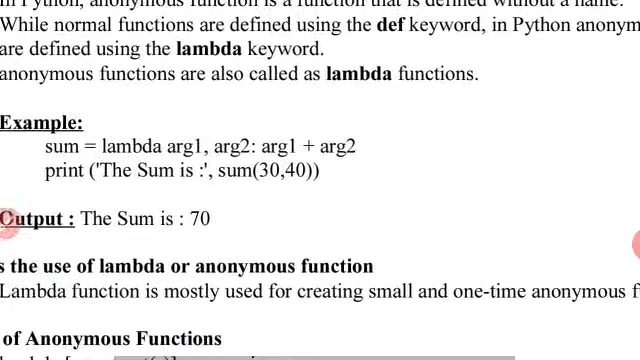 In Python, anonymous function is a function that is defined without a name.
While normal functions are defined using the def keyword, in Python anonym
are defined using the lambda keyword.
anonymous functions are also called as lambda functions.
Example:
sum = lambda arg1, arg2: arg1 + arg2
print ('The Sum is :', sum(30,40))
Output : The Sum is : 70
s the use of lambda or anonymous function
Lambda function is mostly used for creating small and one-time anonymous f
of Anonymous Functions